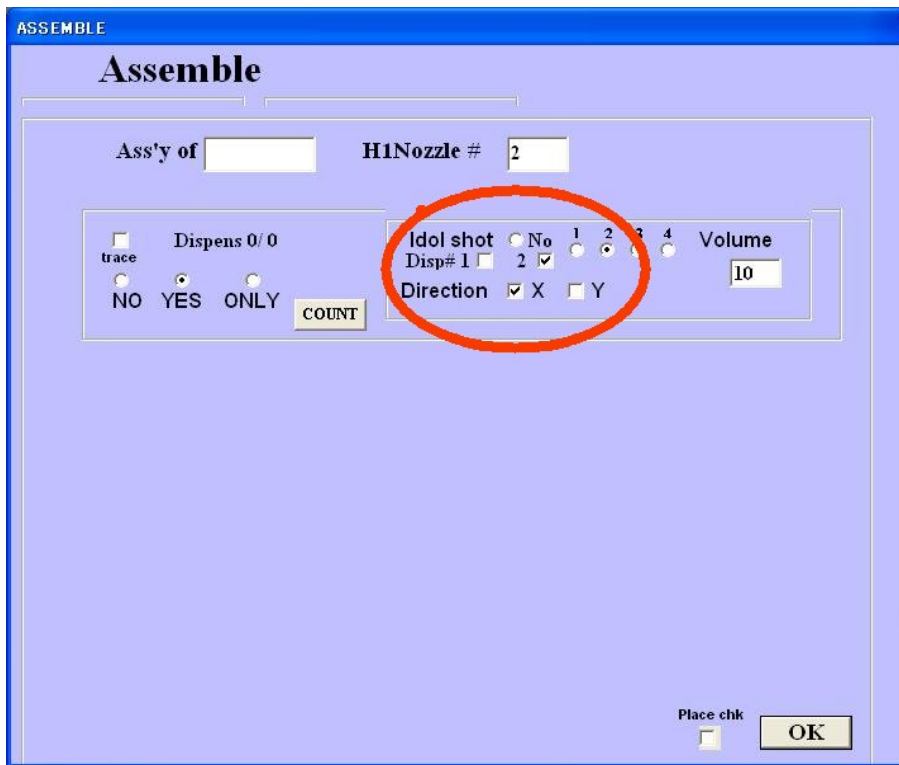 ASSEMBLE
Assemble
Ass'y of H1Nozzle # 2
Dispens 0/ 0
trace
NO YES ONLY
COUNT
Idol shot No 1 2 3 4 Volume
Disp# 1 2
10
Direction X Y
Place chk
OK